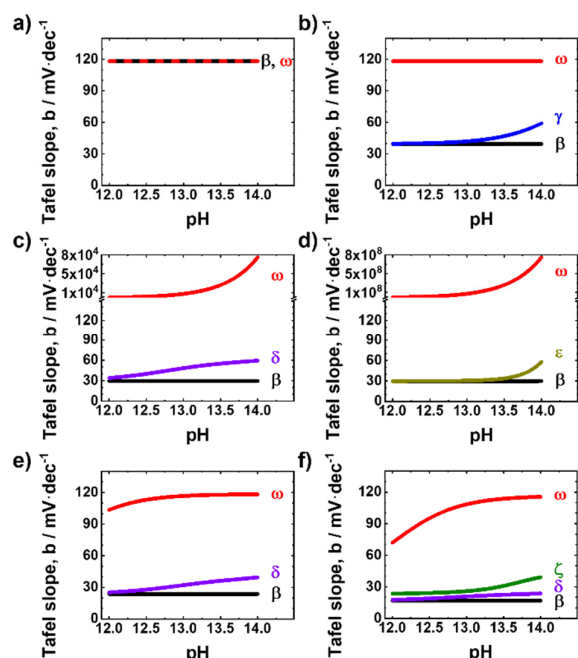 a) b)
Tafel slope, b / mV·dec⁻¹
120
90
60
30
0
12.0 12.5 13.0 13.5 14.0
pH
β, ω
Tafel slope, b / mV·dec⁻¹
120
90
60
30
0
12.0 12.5 13.0 13.5 14.0
pH
ω
γ
β
c) d)
Tafel slope, b / mV·dec⁻¹
8x10⁴
5x10⁴
1x10⁴
120
90
60
30
0
12.0 12.5 13.0 13.5 14.0
pH
ω
δ
β
Tafel slope, b / mV·dec⁻¹
8x10⁸
5x10⁸
1x10⁸
120
90
60
30
0
12.0 12.5 13.0 13.5 14.0
pH
ω
ε
β
e) f)
Tafel slope, b / mV·dec⁻¹
120
90
60
30
0
12.0 12.5 13.0 13.5 14.0
pH
ω
δ
β
Tafel slope, b / mV·dec⁻¹
120
90
60
30
0
12.0 12.5 13.0 13.5 14.0
pH
ω
ζ
δ
β